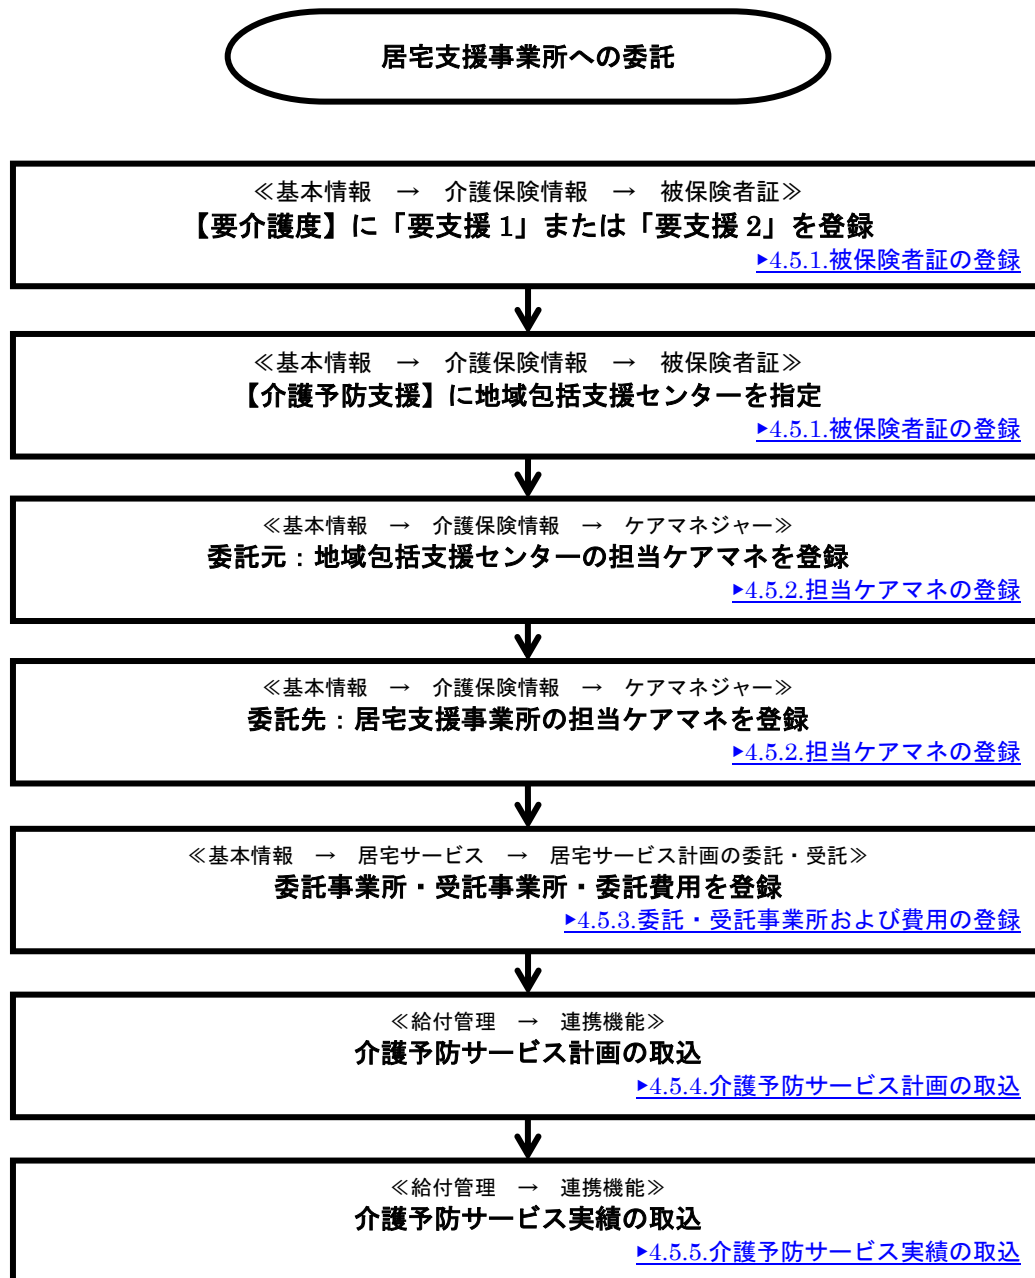 居宅支援事業所への委託
≪基本情報　→　介護保険情報　→　被保険者証≫
【要介護度】に「要支援 1」または「要支援 2」を登録
▶4.5.1.被保険者証の登録
≪基本情報　→　介護保険情報　→　被保険者証≫
【介護予防支援】に地域包括支援センターを指定
▶4.5.1.被保険者証の登録
≪基本情報　→　介護保険情報　→　ケアマネジャー≫
委託元：地域包括支援センターの担当ケアマネを登録
▶4.5.2.担当ケアマネの登録
≪基本情報　→　介護保険情報　→　ケアマネジャー≫
委託先：居宅支援事業所の担当ケアマネを登録
▶4.5.2.担当ケアマネの登録
≪基本情報　→　居宅サービス　→　居宅サービス計画の委託・受託≫
委託事業所・受託事業所・委託費用を登録
▶4.5.3.委託・受託事業所および費用の登録
≪給付管理　→　連携機能≫
介護予防サービス計画の取込
▶4.5.4.介護予防サービス計画の取込
≪給付管理　→　連携機能≫
介護予防サービス実績の取込
▶4.5.5.介護予防サービス実績の取込